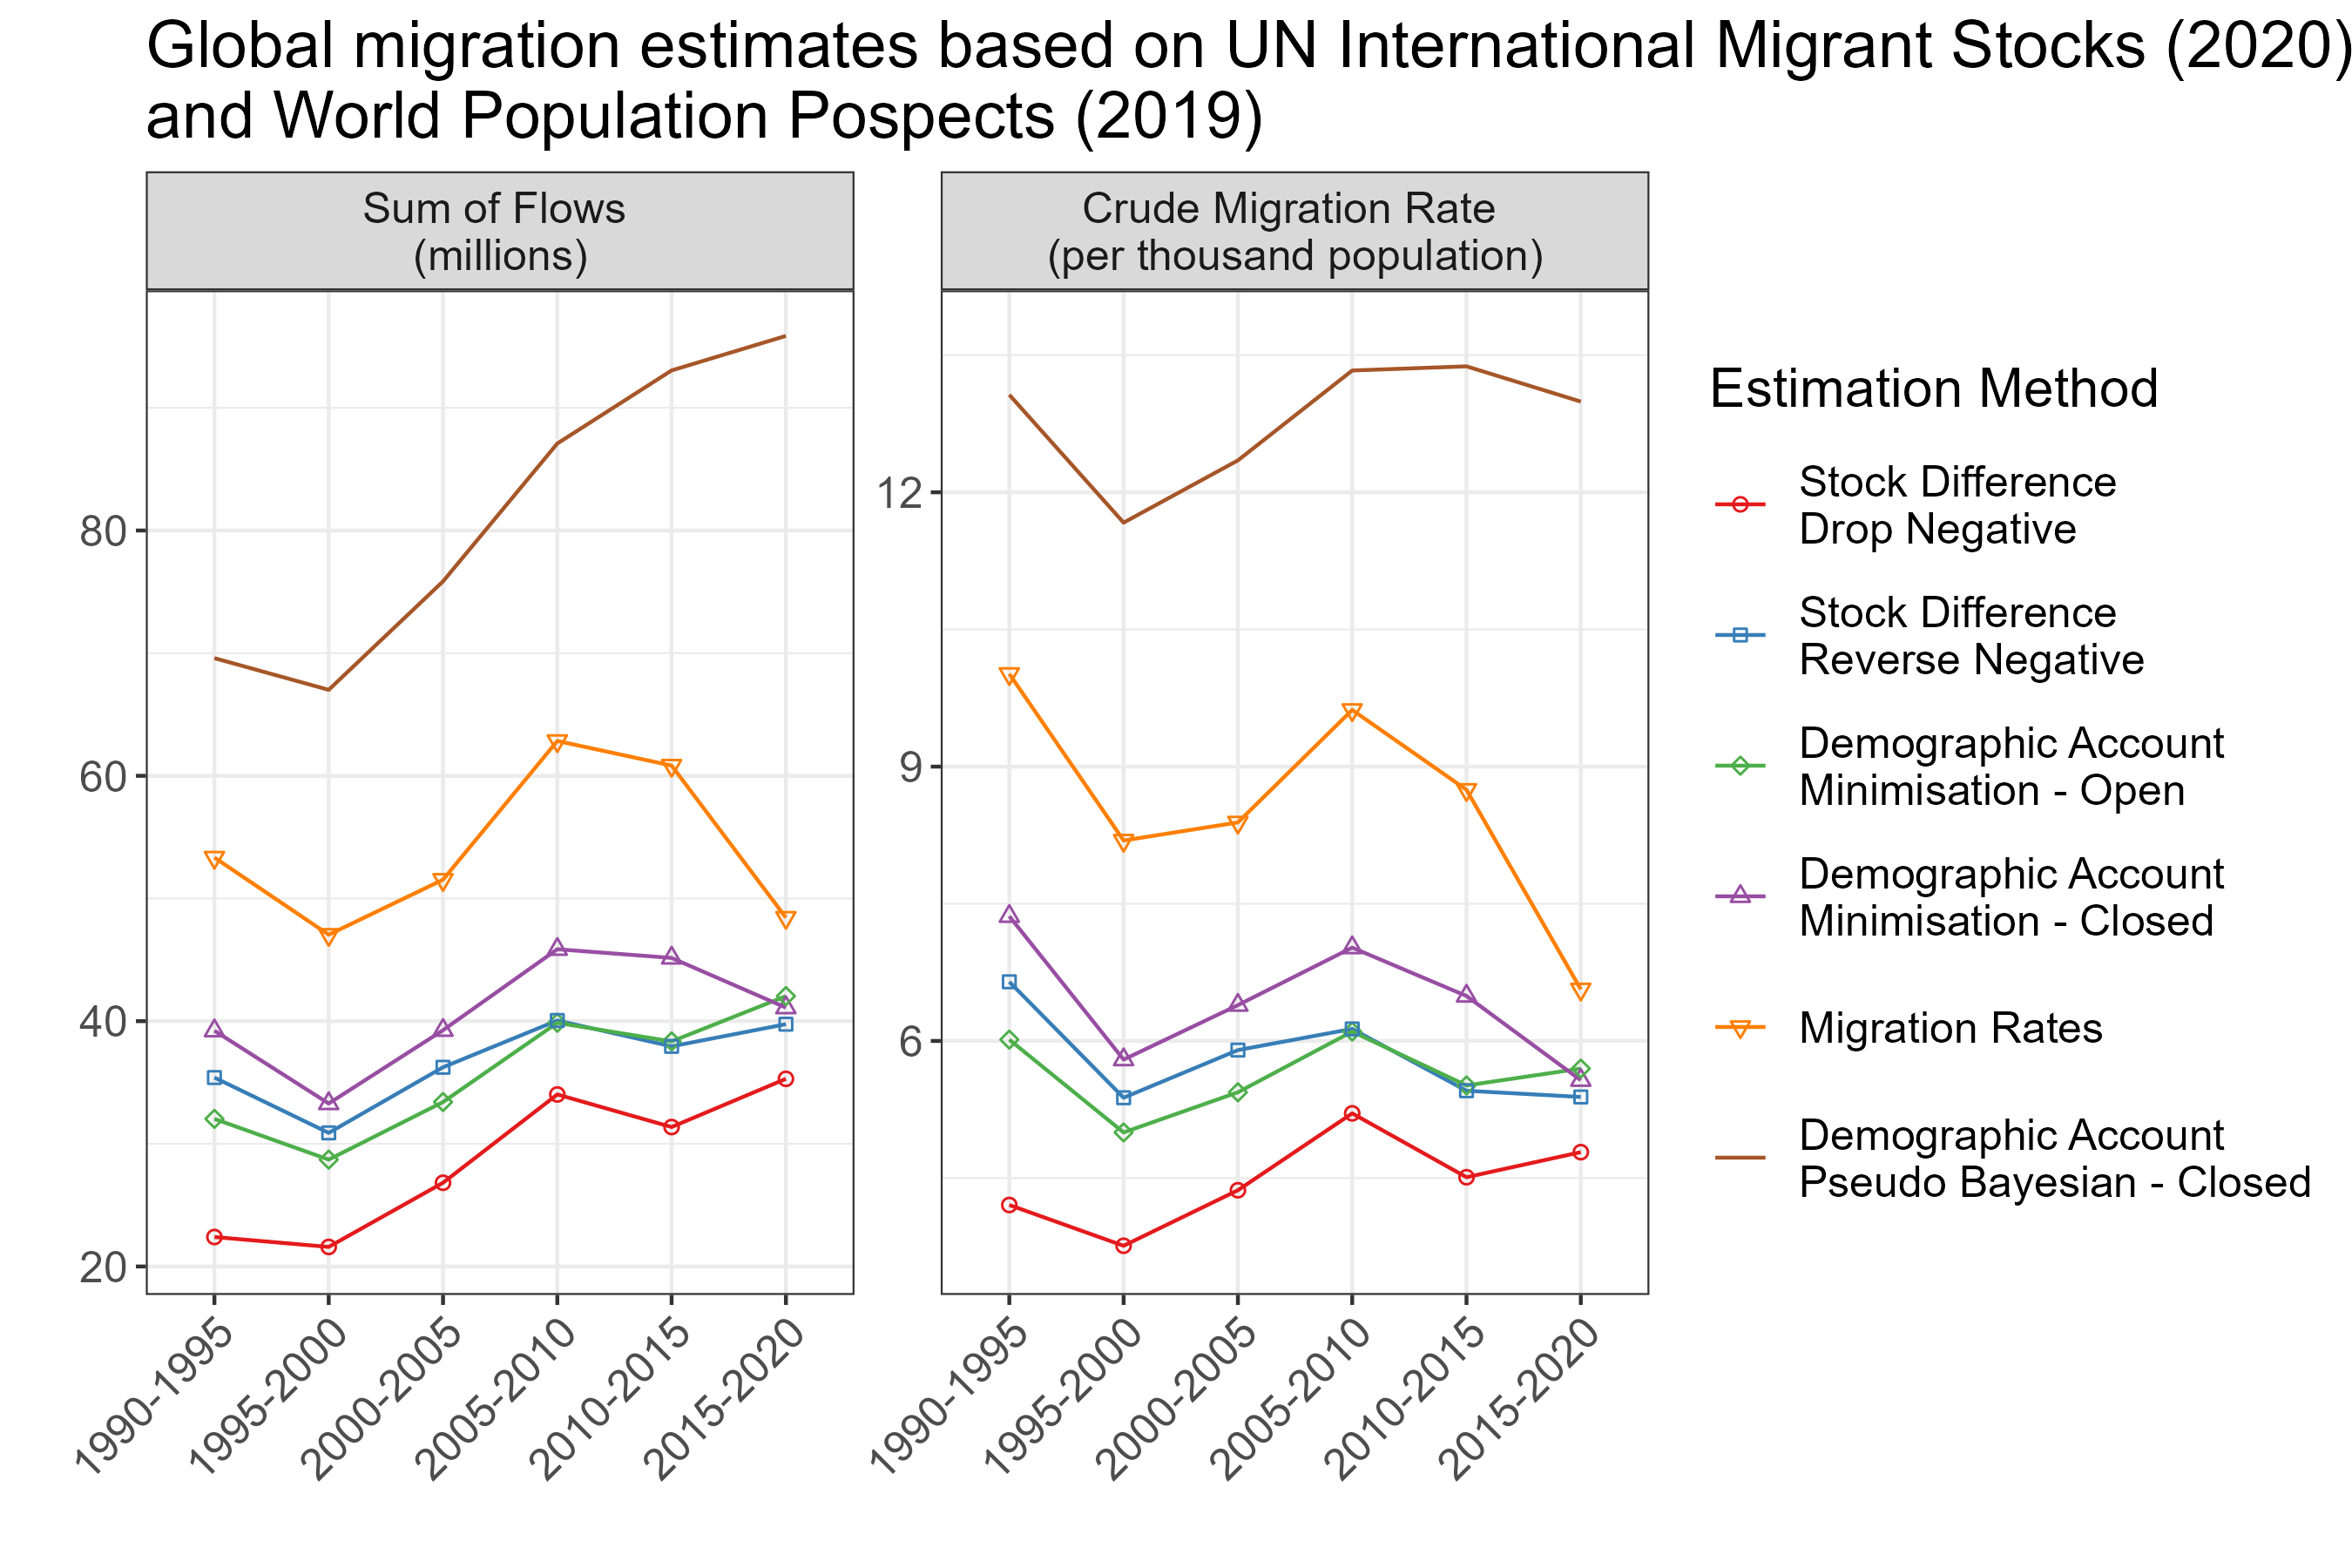 Global migration estimates based on UN International Migrant Stocks (2020)
and World Population Pospects (2019)
Sum of Flows
(millions)
Crude Migration Rate
(per thousand population)
80
60
40
20
12
9
6
1990-1995
1995-2000
2000-2005
2005-2010
2010-2015
2015-2020
1990-1995
1995-2000
2000-2005
2005-2010
2010-2015
2015-2020
Estimation Method
Stock Difference
Drop Negative
Stock Difference
Reverse Negative
Demographic Account
Minimisation - Open
Demographic Account
Minimisation - Closed
Migration Rates
Demographic Account
Pseudo Bayesian - Closed